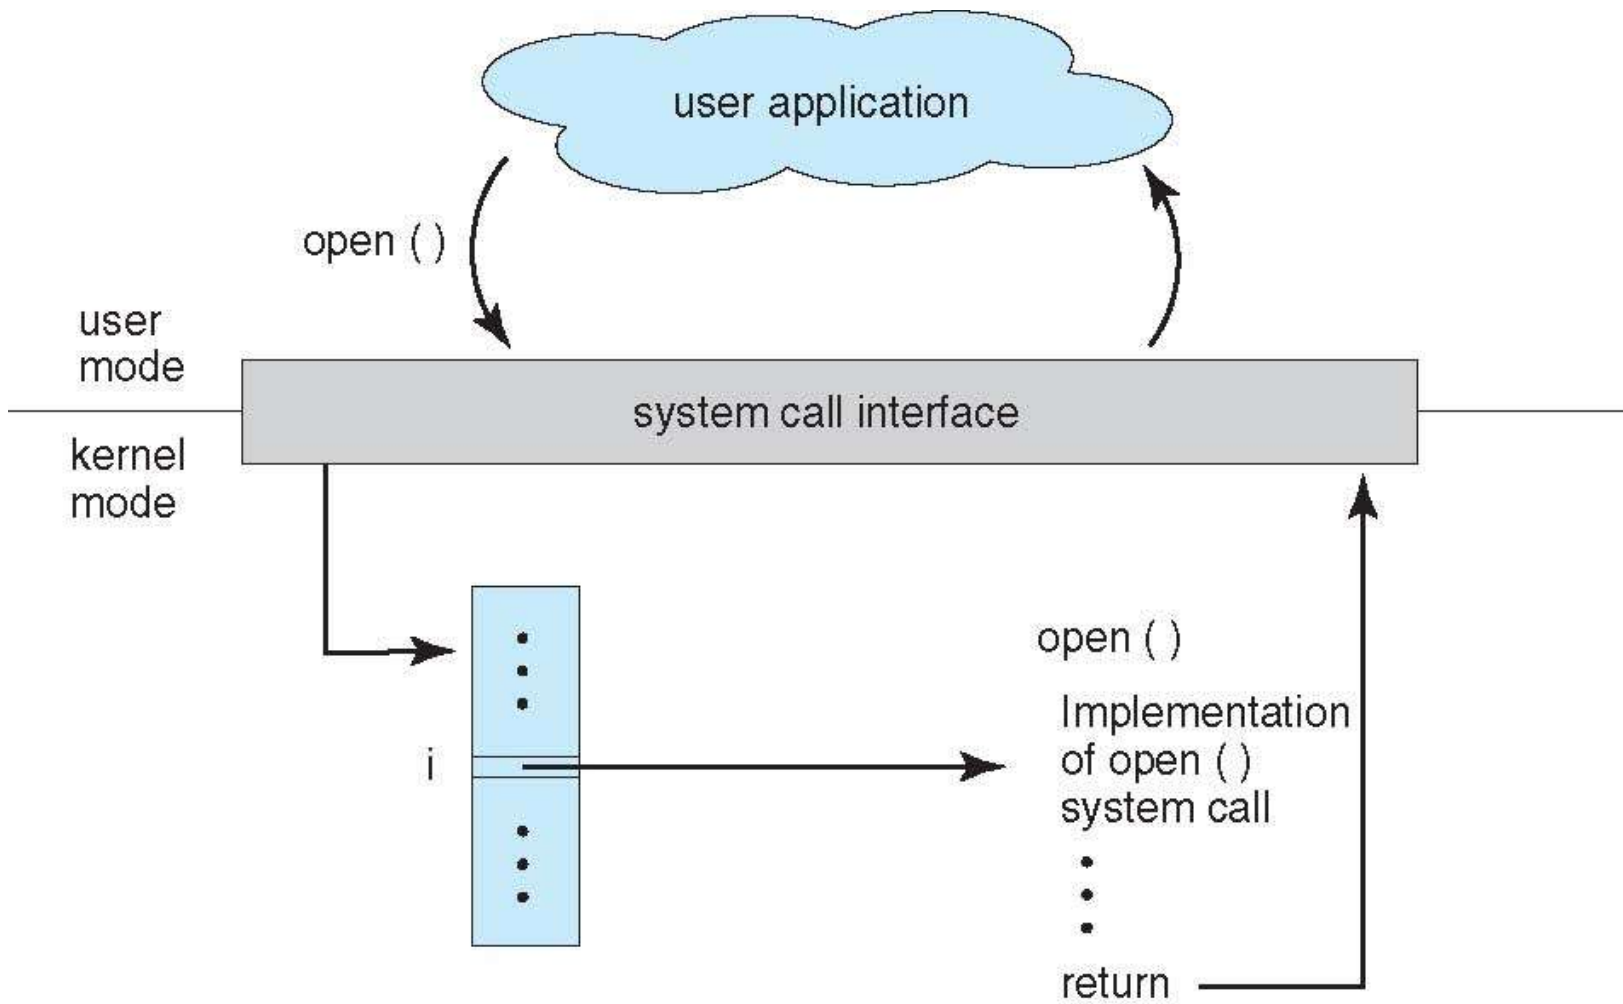 user application
open ( )
user
mode
system call interface
kernel
mode
open ( )
Implementation
of open ( )
system call
i
return